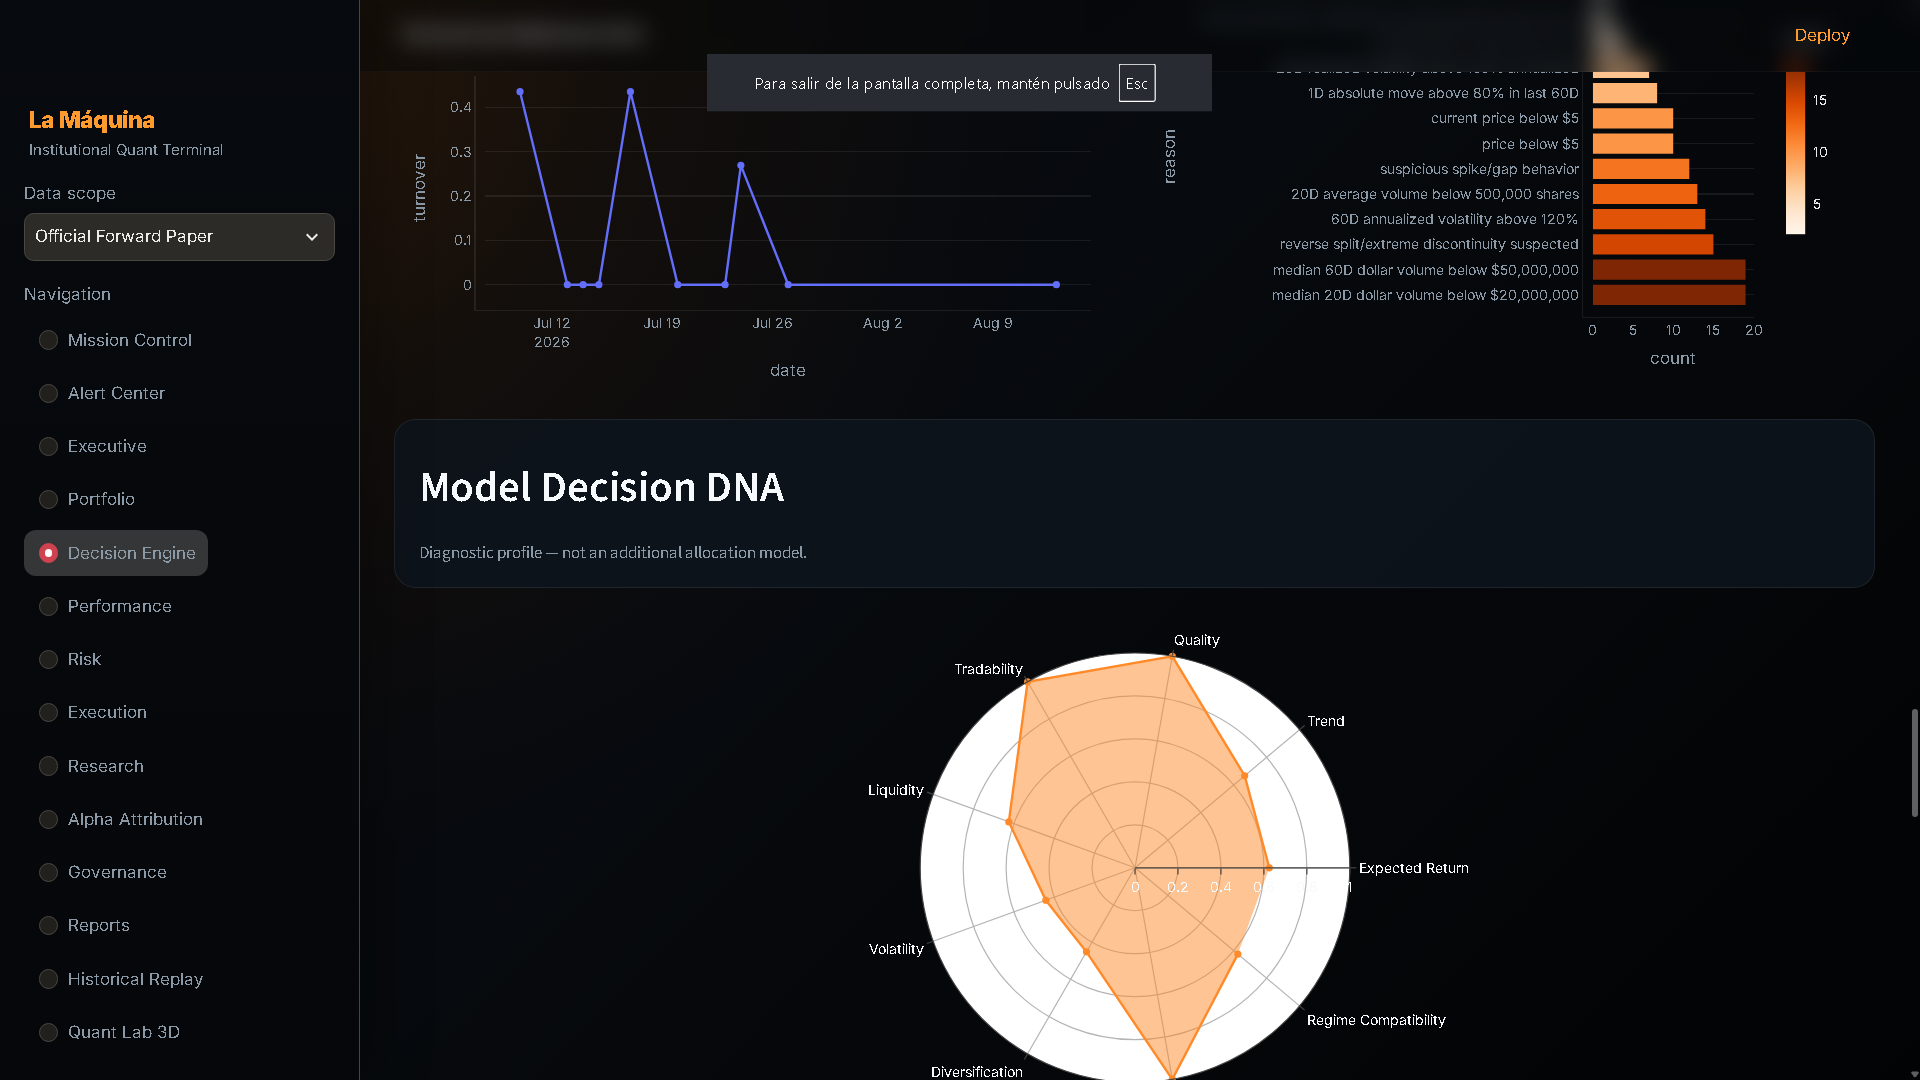 Deploy
Para salir de la pantalla completa, mantén pulsado Esc
La Máquina
Institutional Quant Terminal
Data scope
Official Forward Paper
Navigation
Mission Control
Alert Center
Executive
Portfolio
Decision Engine
Performance
Risk
Execution
Research
Alpha Attribution
Governance
Reports
Historical Replay
Quant Lab 3D
turnover
0.4
0.3
0.2
0.1
0
Jul 12
2026
Jul 19
Jul 26
Aug 2
Aug 9
date
reason
1D absolute move above 80% in last 60D
current price below $5
price below $5
suspicious spike/gap behavior
20D average volume below 500,000 shares
60D annualized volatility above 120%
reverse split/extreme discontinuity suspected
median 60D dollar volume below $50,000,000
median 20D dollar volume below $20,000,000
0 5 10 15 20
count
15
10
5
Model Decision DNA
Diagnostic profile — not an additional allocation model.
Quality
Tradability
Trend
Liquidity
Expected Return
0 0.2 0.4
1
Volatility
Regime Compatibility
Diversification